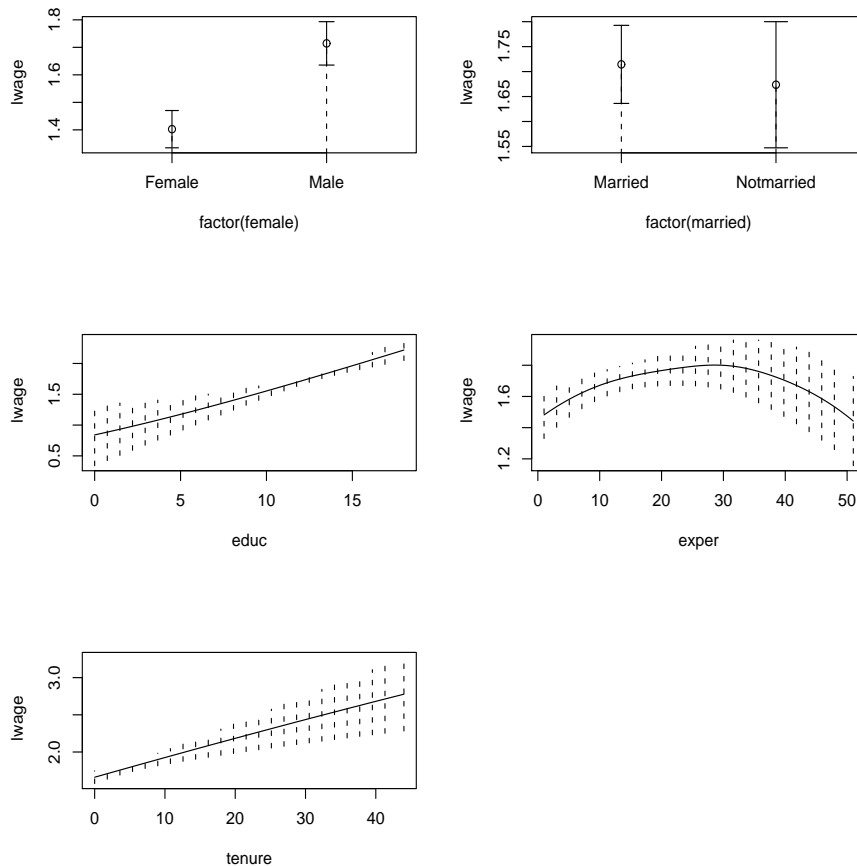 lwage
1.4 1.6 1.8
Female Male
factor(female)
lwage
1.55 1.65 1.75
Married Notmarried
factor(married)
lwage
0.5 1.5
0 5 10 15
educ
lwage
1.2 1.6
0 10 20 30 40 50
exper
lwage
2.0 3.0
0 10 20 30 40
tenure